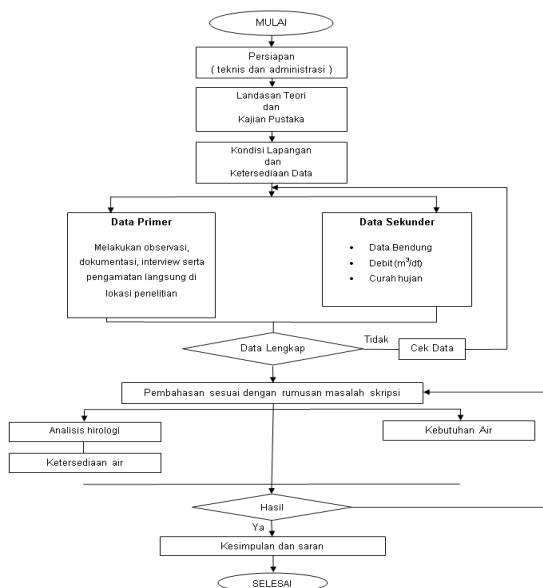 MULAI
Persiapan
( teknis dan administrasi )
Landasan Teori
dan
Kajian Pustaka
Kondisi Lapangan
dan
Ketersediaan Data
Data Primer
Melakukan observasi,
dokumentasi, interview serta
pengamatan langsung di
lokasi penelitian
Data Sekunder
• Data Bendung
• Debit (m³/dt)
• Curah hujan
Data Lengkap
Tidak
Cek Data
Pembahasan sesuai dengan rumusan masalah skripsi
Analisis hirologi
Kebutuhan Air
Ketersediaan air
Hasil
Ya
Kesimpulan dan saran
SELESAI